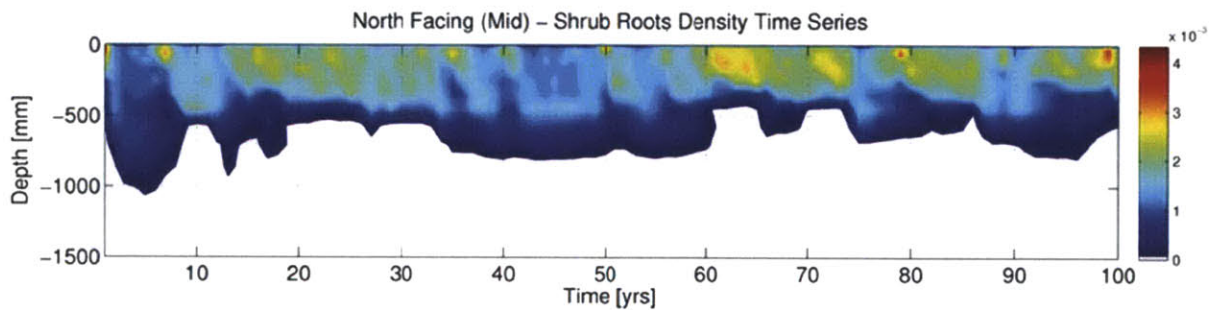 North Facing (Mid) – Shrub Roots Density Time Series
x 10⁻³
0
−500
−1000
−1500
Depth [mm]
10 20 30 40 50 60 70 80 90 100
Time [yrs]
4
3
2
1
0